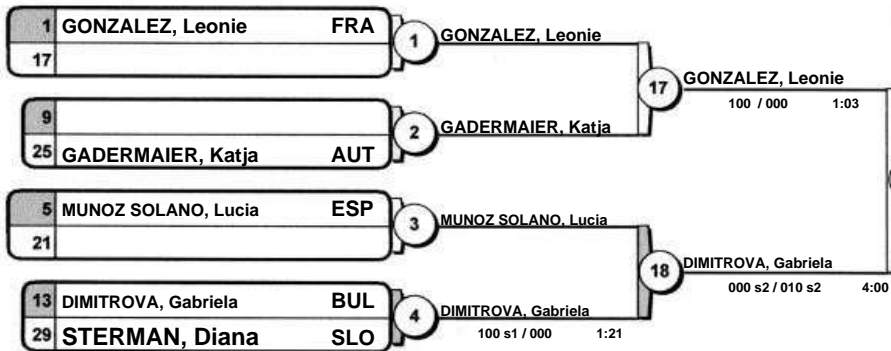 1 GONZALEZ, Leonie FRA
17
1 GONZALEZ, Leonie
9
25 GADERMAIER, Katja AUT
2 GADERMAIER, Katja
17 GONZALEZ, Leonie
100 / 000 1:03
5 MUNOZ SOLANO, Lucia ESP
21
3 MUNOZ SOLANO, Lucia
13 DIMITROVA, Gabriela BUL
29 STERMAN, Diana SLO
4 DIMITROVA, Gabriela
100 s1 / 000 1:21
18 DIMITROVA, Gabriela
000 s2 / 010 s2 4:00